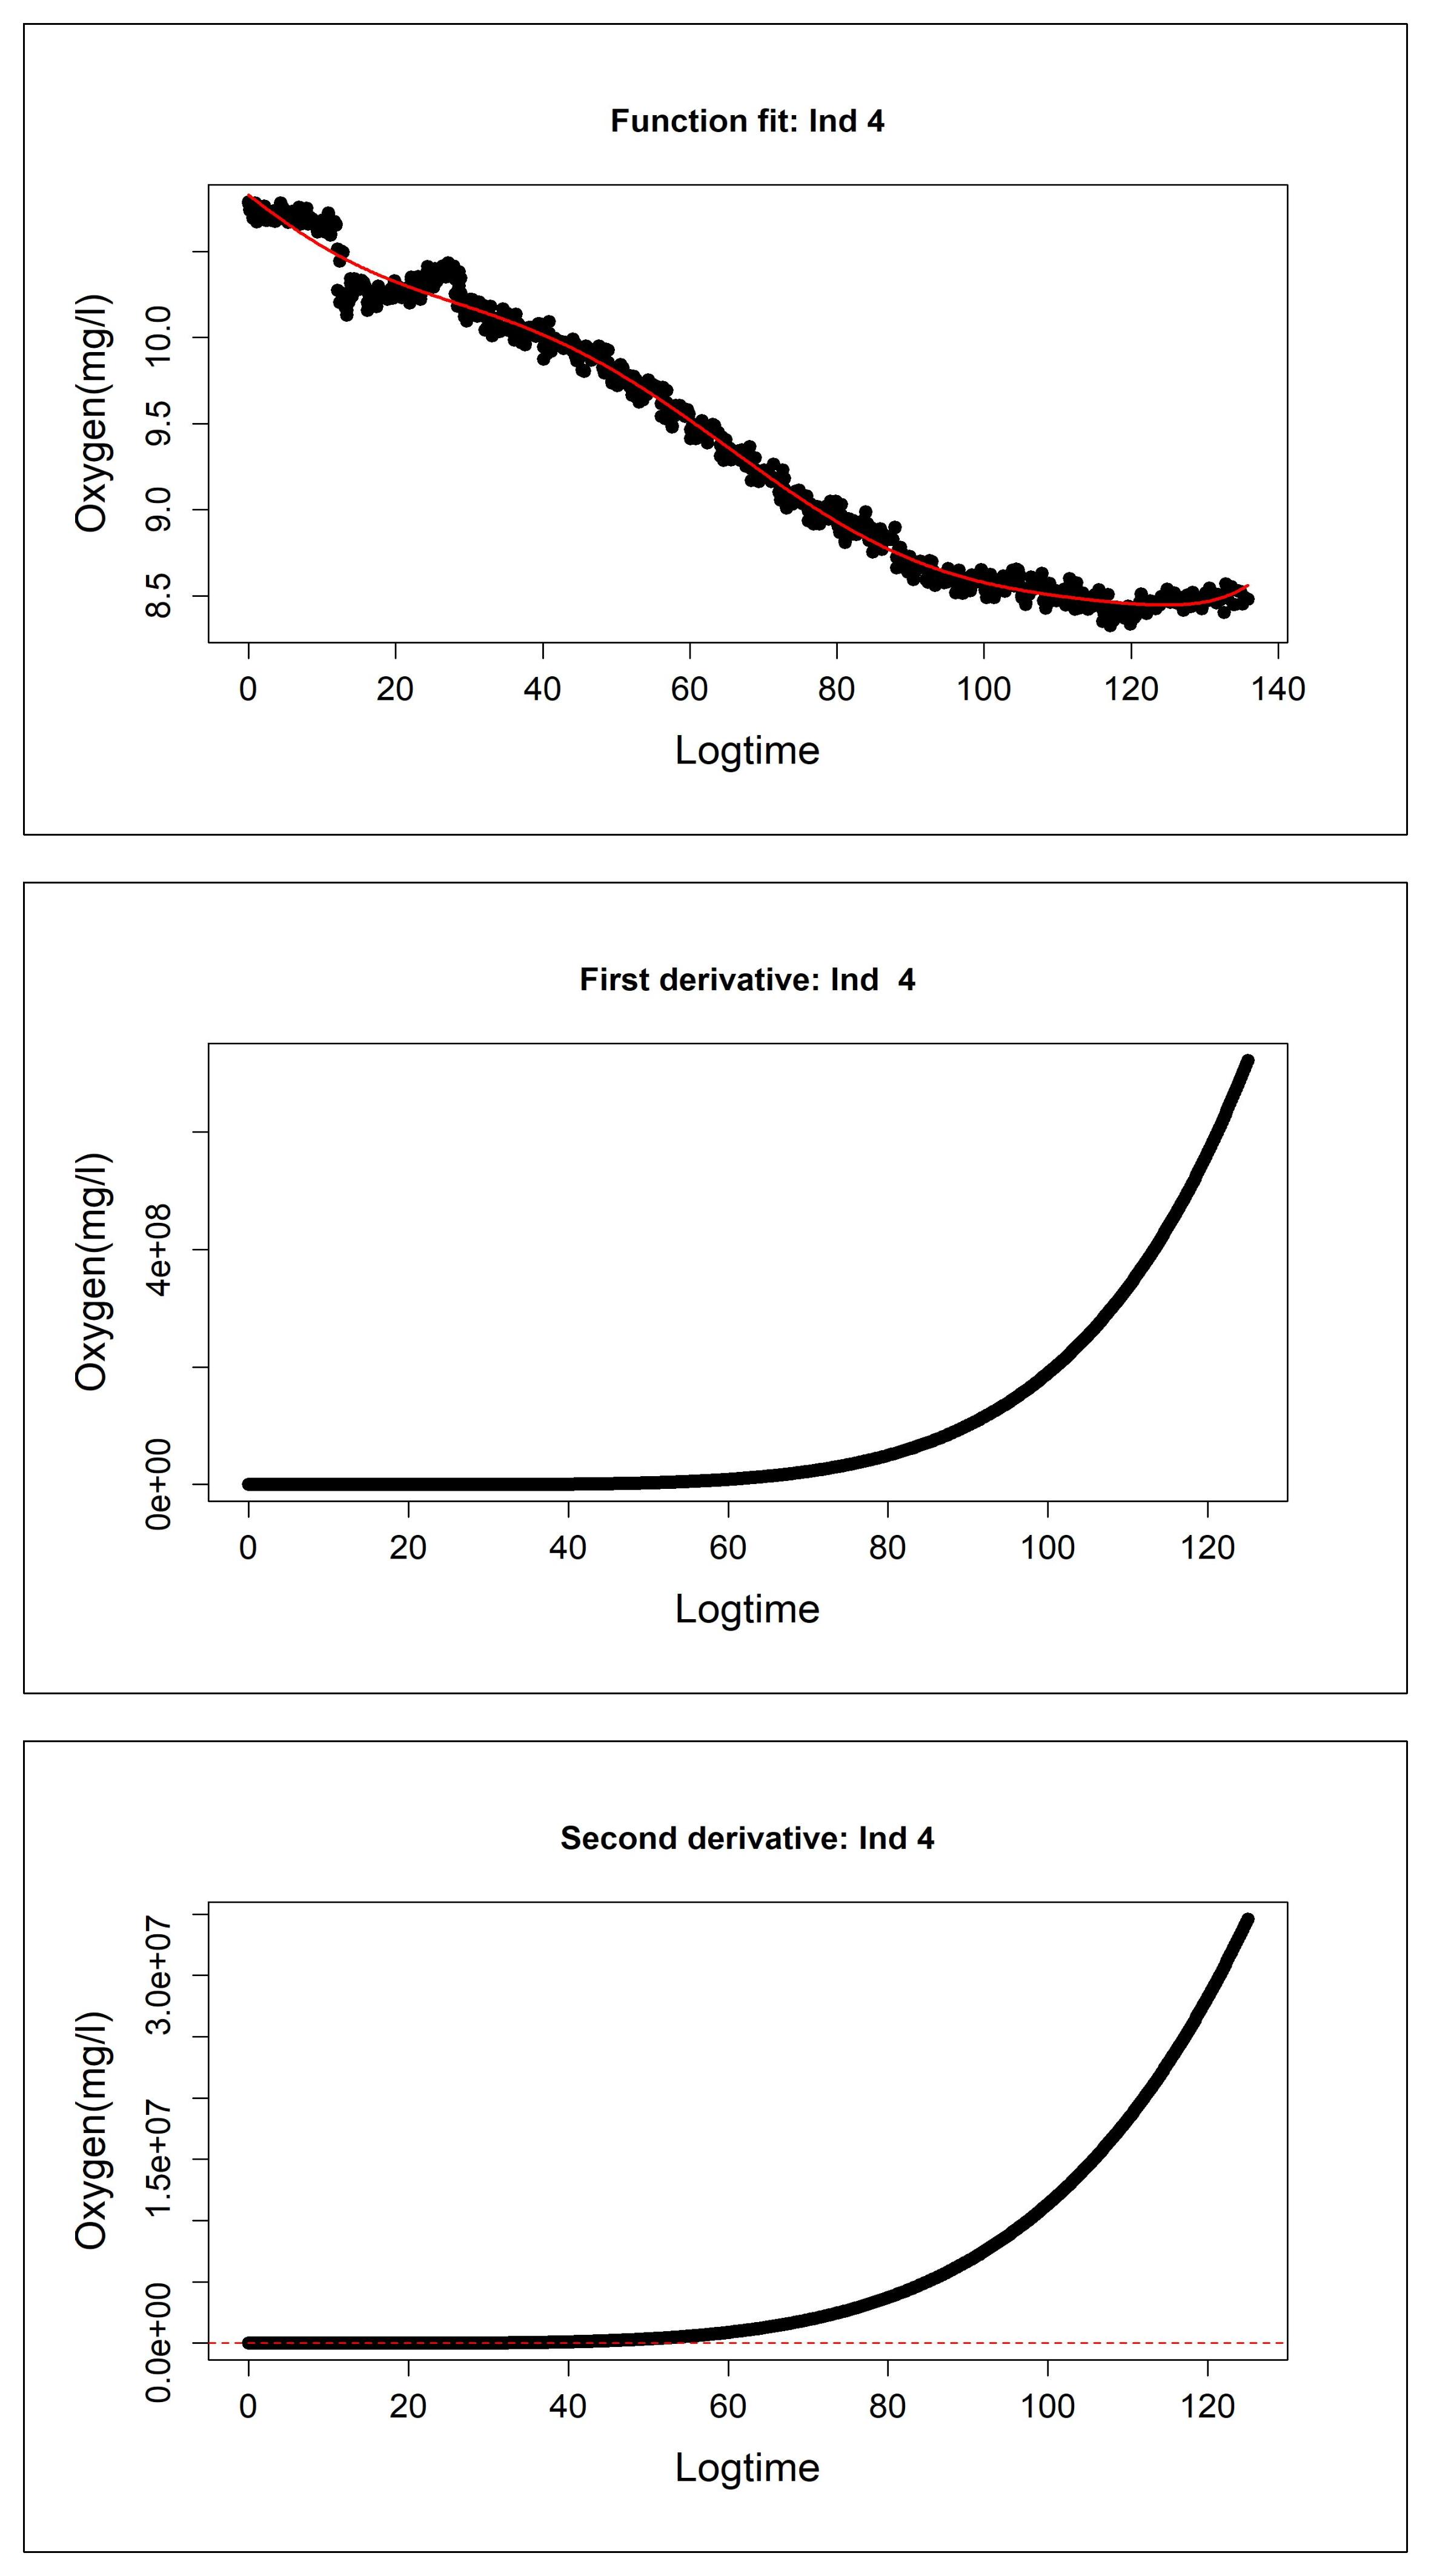 Function fit: Ind 4
Oxygen(mg/l)
10.0
9.5
9.0
8.5
0 20 40 60 80 100 120 140
Logtime
First derivative: Ind  4
Oxygen(mg/l)
4e+08
0e+00
0 20 40 60 80 100 120
Logtime
Second derivative: Ind 4
Oxygen(mg/l)
3.0e+07
1.5e+07
0.0e+00
0 20 40 60 80 100 120
Logtime